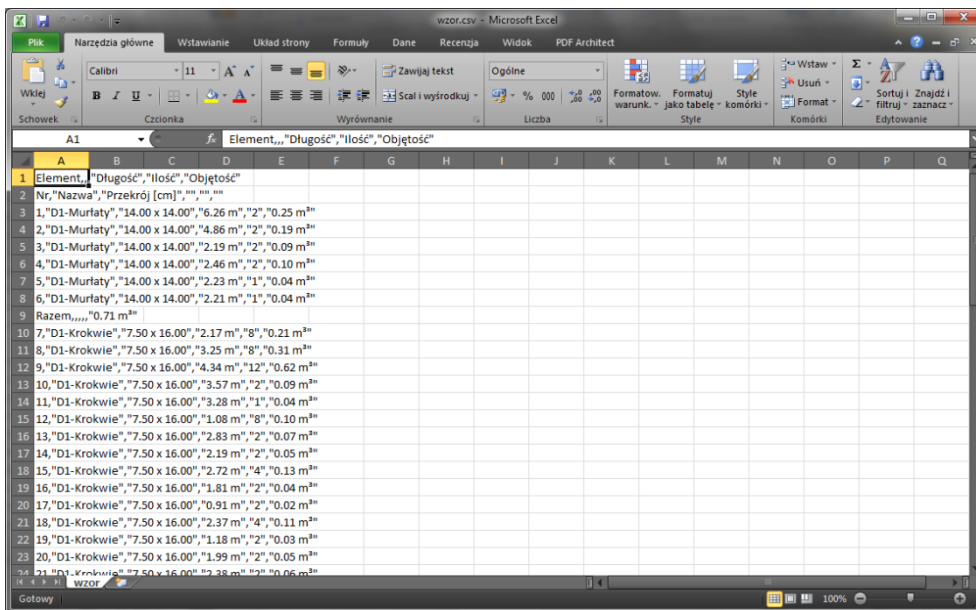 wzor.csv - Microsoft Excel
Plik Narzędzia główne Wstawianie Układ strony Formuły Dane Recenzja Widok PDF Architect
Wklej
Calibri 11
B I U
Zawijaj tekst
Scal i wyśrodkuj
Ogólne
% 000
Formatow. warunk.
Formatuj jako tabelę
Style komórki
Wstaw
Usuń
Format
Sortuj i filtruj
Znajdź i zaznacz
Schowek Czcionka Wyrównanie Liczba Style Komórki Edytowanie
A1 fx Element,,,"Długość","Ilość","Objętość"
A B C D E F G H I J K L M N O P Q
1 Element,,,"Długość","Ilość","Objętość"
2 Nr,"Nazwa","Przekrój [cm]","","",""
3 1,"D1-Murłaty","14.00 x 14.00","6.26 m","2","0.25 m³"
4 2,"D1-Murłaty","14.00 x 14.00","4.86 m","2","0.19 m³"
5 3,"D1-Murłaty","14.00 x 14.00","2.19 m","2","0.09 m³"
6 4,"D1-Murłaty","14.00 x 14.00","2.46 m","2","0.10 m³"
7 5,"D1-Murłaty","14.00 x 14.00","2.23 m","1","0.04 m³"
8 6,"D1-Murłaty","14.00 x 14.00","2.21 m","1","0.04 m³"
9 Razem,,,,,"0.71 m³"
10 7,"D1-Krokwie","7.50 x 16.00","2.17 m","8","0.21 m³"
11 8,"D1-Krokwie","7.50 x 16.00","3.25 m","8","0.31 m³"
12 9,"D1-Krokwie","7.50 x 16.00","4.34 m","12","0.62 m³"
13 10,"D1-Krokwie","7.50 x 16.00","3.57 m","2","0.09 m³"
14 11,"D1-Krokwie","7.50 x 16.00","3.28 m","1","0.04 m³"
15 12,"D1-Krokwie","7.50 x 16.00","1.08 m","8","0.10 m³"
16 13,"D1-Krokwie","7.50 x 16.00","2.83 m","2","0.07 m³"
17 14,"D1-Krokwie","7.50 x 16.00","2.19 m","2","0.05 m³"
18 15,"D1-Krokwie","7.50 x 16.00","2.72 m","4","0.13 m³"
19 16,"D1-Krokwie","7.50 x 16.00","1.81 m","2","0.04 m³"
20 17,"D1-Krokwie","7.50 x 16.00","0.91 m","2","0.02 m³"
21 18,"D1-Krokwie","7.50 x 16.00","2.37 m","4","0.11 m³"
22 19,"D1-Krokwie","7.50 x 16.00","1.18 m","2","0.03 m³"
23 20,"D1-Krokwie","7.50 x 16.00","1.99 m","2","0.05 m³"
24 21,"D1-Krokwie","7.50 x 16.00","2.38 m","2","0.06 m³"
wzor
Gotowy 100%